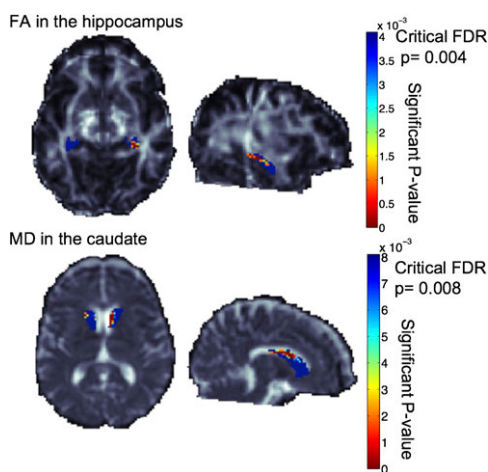 FA in the hippocampus
4 x 10⁻³
Critical FDR
p= 0.004
3.5
3
2.5
2
1.5
1
0.5
0
Significant P-value
MD in the caudate
8 x 10⁻³
Critical FDR
p= 0.008
7
6
5
4
3
2
1
0
Significant P-value